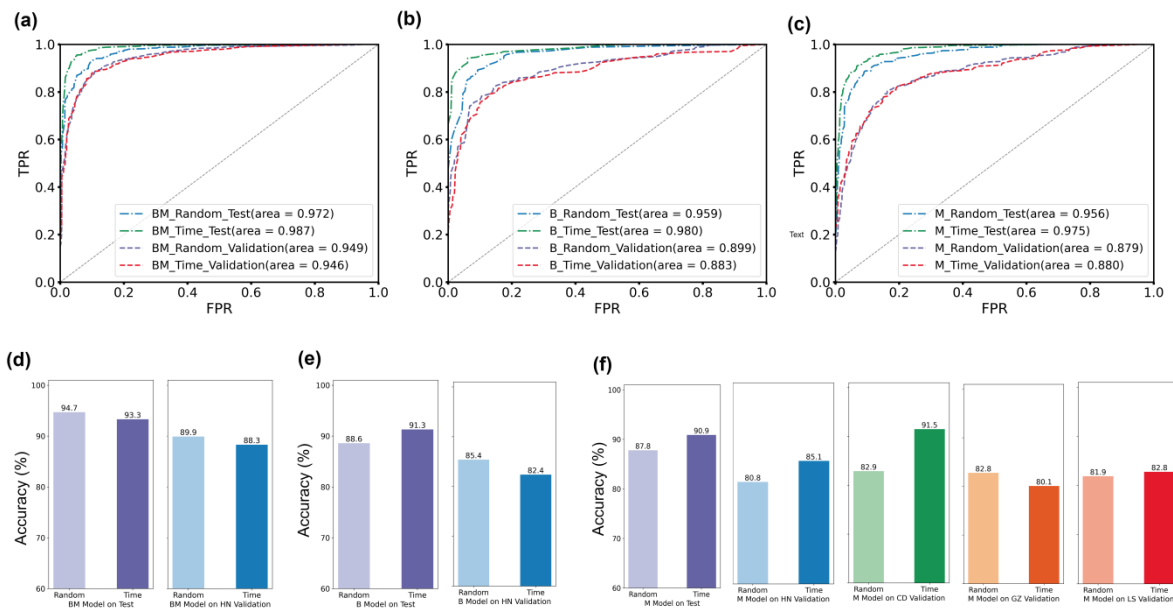 (a)
(b)
(c)
1.0
0.8
0.6
0.4
0.2
0.0
TPR
0.0 0.2 0.4 0.6 0.8 1.0
FPR
BM_Random_Test(area = 0.972)
BM_Time_Test(area = 0.987)
BM_Random_Validation(area = 0.949)
BM_Time_Validation(area = 0.946)
1.0
0.8
0.6
0.4
0.2
0.0
TPR
0.0 0.2 0.4 0.6 0.8 1.0
FPR
B_Random_Test(area = 0.959)
B_Time_Test(area = 0.980)
B_Random_Validation(area = 0.899)
B_Time_Validation(area = 0.883)
1.0
0.8
0.6
0.4
0.2
0.0
TPR
Text
0.0 0.2 0.4 0.6 0.8 1.0
FPR
M_Random_Test(area = 0.956)
M_Time_Test(area = 0.975)
M_Random_Validation(area = 0.879)
M_Time_Validation(area = 0.880)
(d)
Accuracy (%)
100
90
80
70
60
94.7 93.3
Random Time
BM Model on Test
89.9 88.3
Random Time
BM Model on HN Validation
(e)
Accuracy (%)
100
90
80
70
60
88.6 91.3
Random Time
B Model on Test
85.4 82.4
Random Time
B Model on HN Validation
(f)
Accuracy (%)
100
90
80
70
60
87.8 90.9
Random Time
M Model on Test
80.8 85.1
Random Time
M Model on HN Validation
82.9 91.5
Random Time
M Model on CD Validation
82.8 80.1
Random Time
M Model on GZ Validation
81.9 82.8
Random Time
M Model on LS Validation